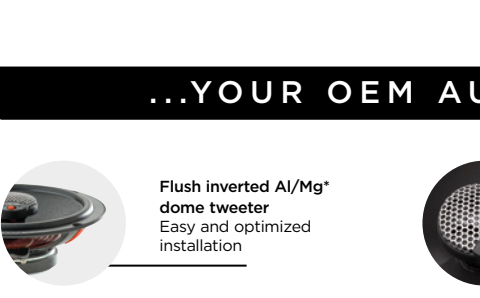 ...YOUR OEM AU
Flush inverted Al/Mg*
dome tweeter
Easy and optimized
installation